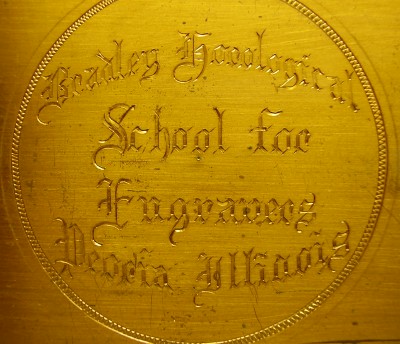 Bradley Horological
School for
Engravers
Peoria Illinois